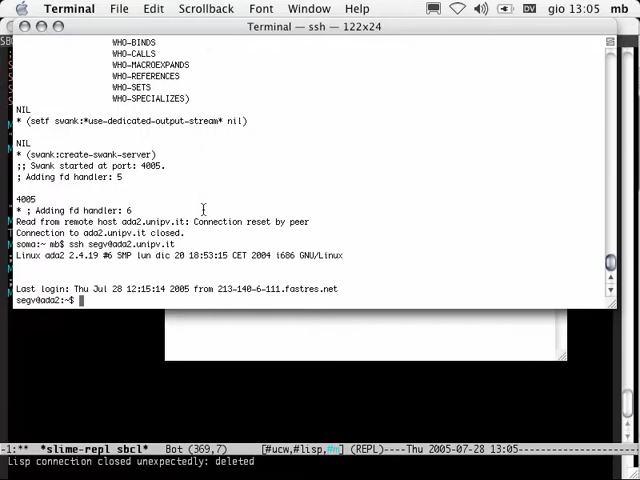 Terminal File Edit Scrollback Font Window Help DV gio 13:05 mb
Terminal — ssh — 122x24
WHO-BINDS
WHO-CALLS
WHO-MACROEXPANDS
WHO-REFERENCES
WHO-SETS
WHO-SPECIALIZES)
NIL
* (setf swank:*use-dedicated-output-stream* nil)
NIL
* (swank:create-swank-server)
;; Swank started at port: 4005.
; Adding fd handler: 5
4005
* ; Adding fd handler: 6
Read from remote host ada2.unipv.it: Connection reset by peer
Connection to ada2.unipv.it closed.
soma:~ mb$ ssh segv@ada2.unipv.it
Linux ada2 2.4.19 #6 SMP lun dic 20 18:53:15 CET 2004 i686 GNU/Linux
Last login: Thu Jul 28 12:15:14 2005 from 213-140-6-111.fastres.net
segv@ada2:~$
-1:** *slime-repl sbcl* Bot (369,7) [#ucw,#lisp,#m] (REPL)----Thu 2005-07-28 13:05
Lisp connection closed unexpectedly: deleted